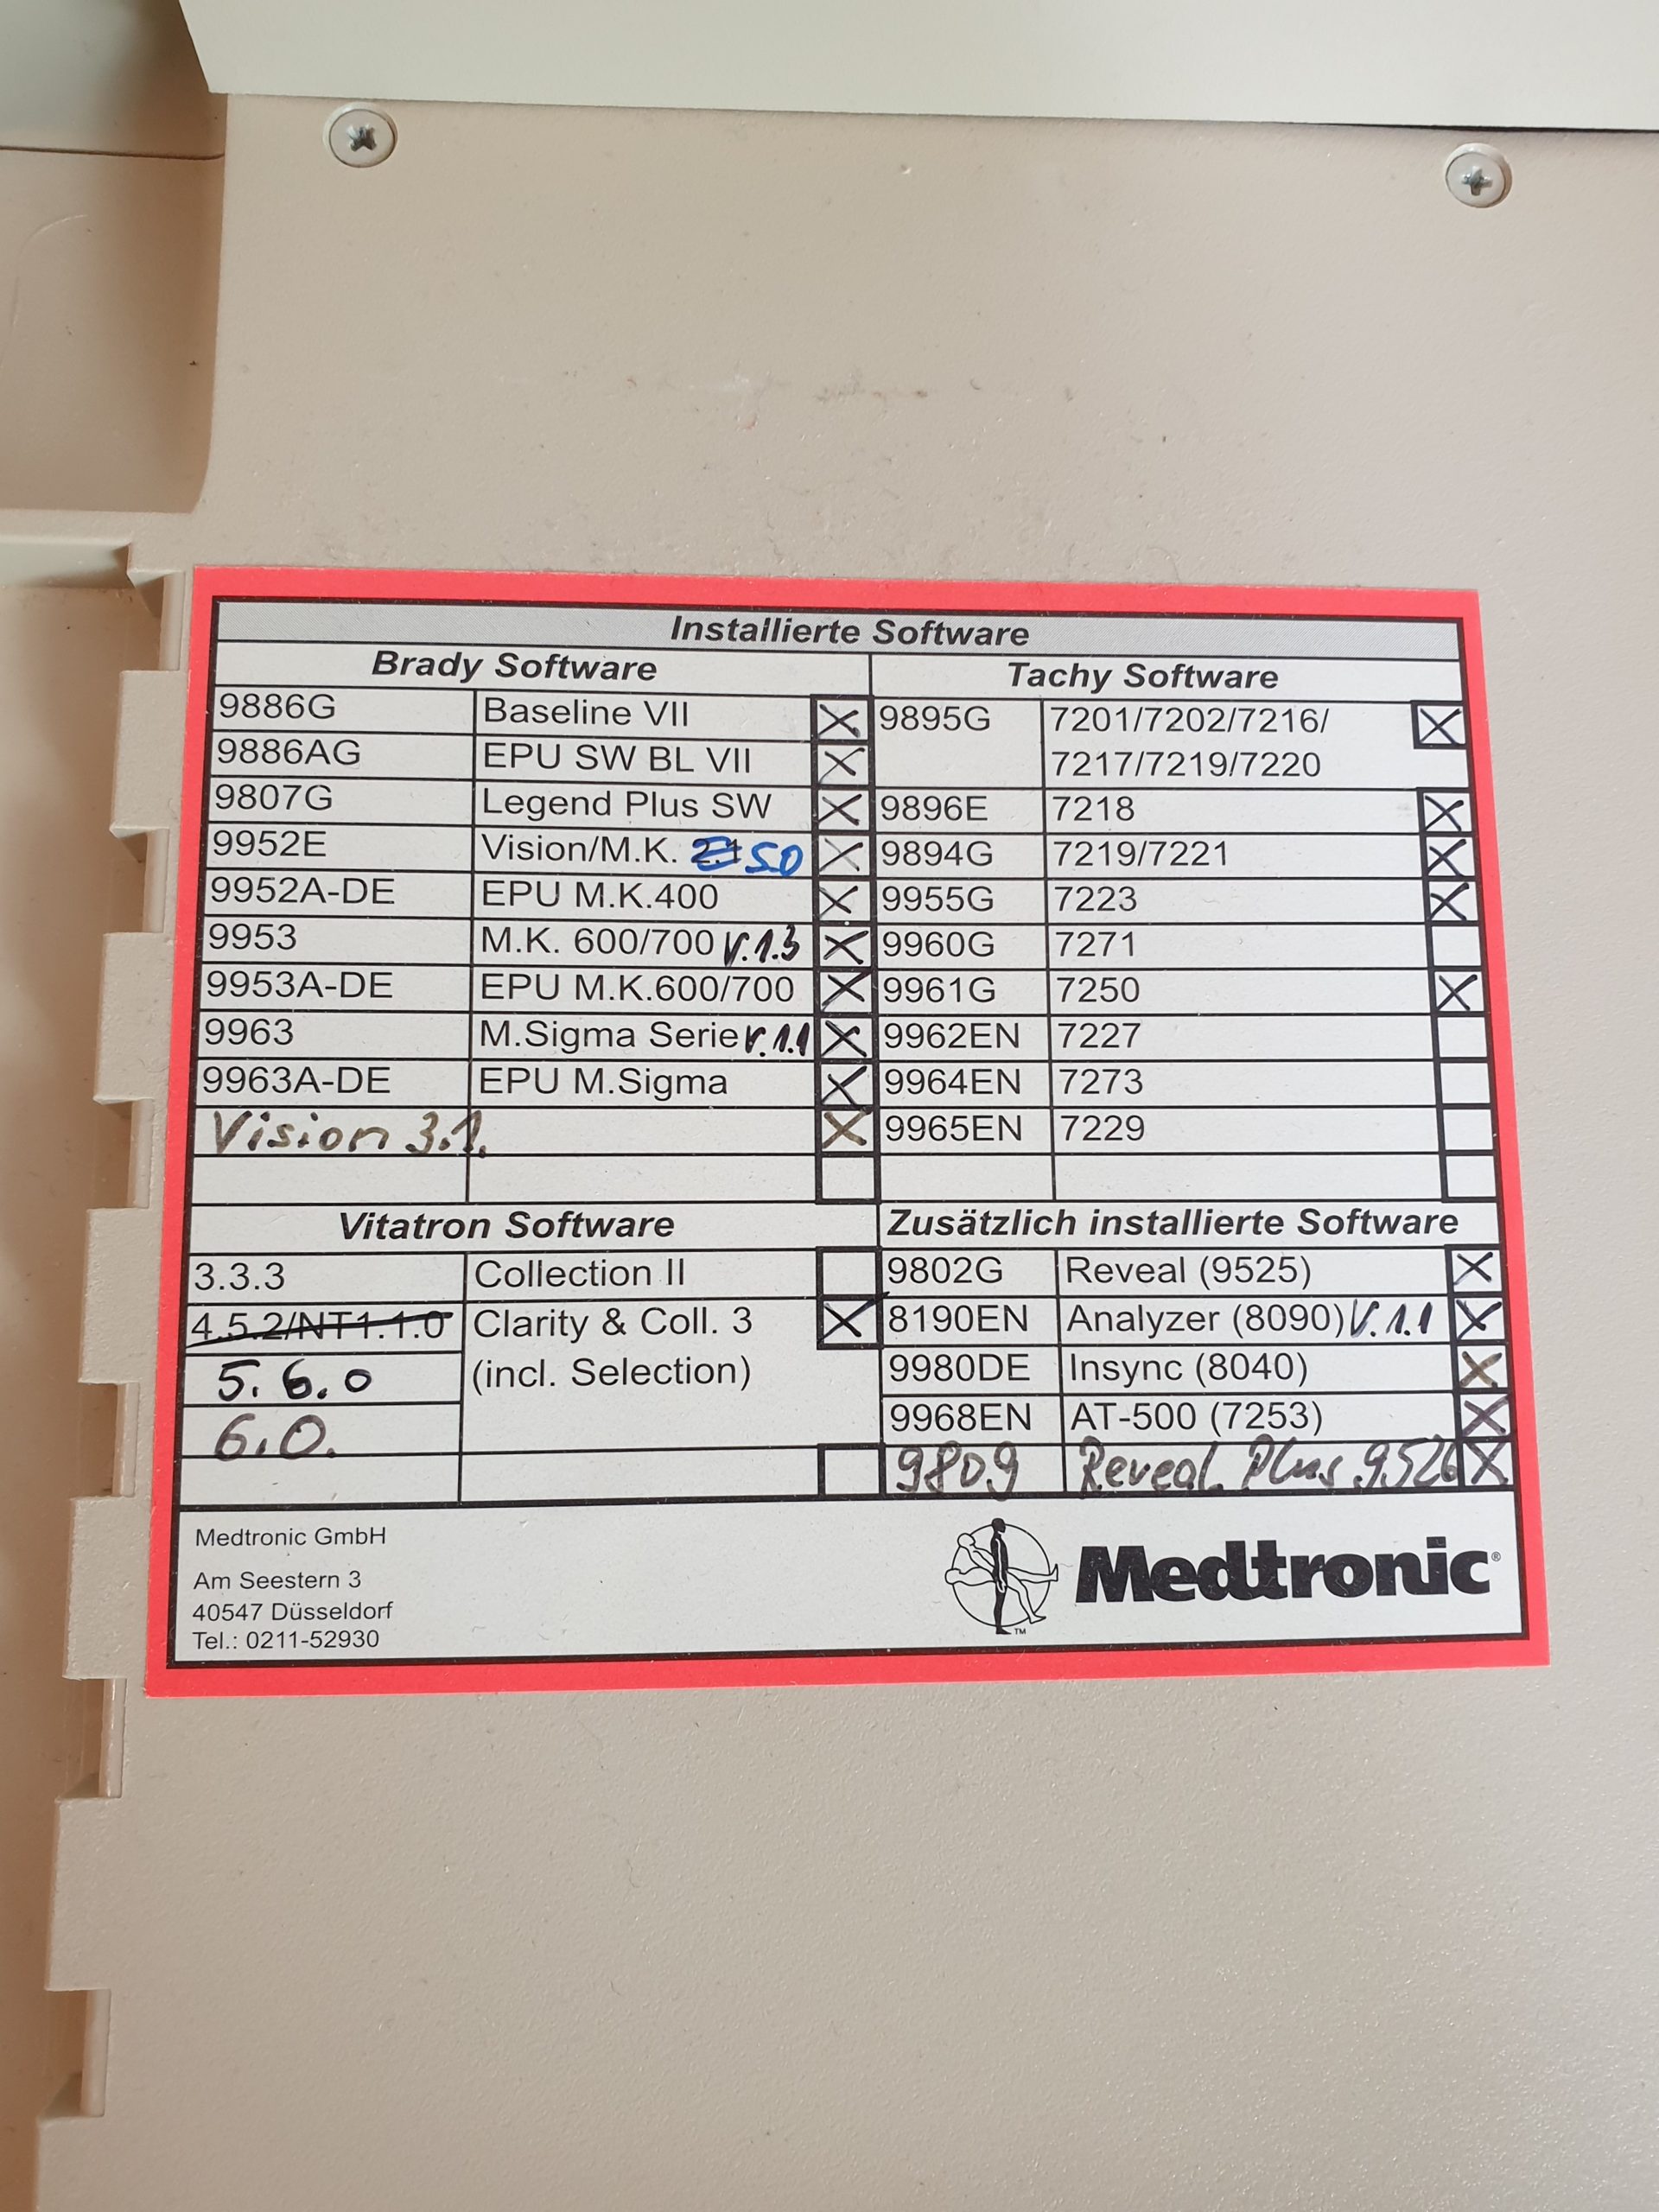 Installierte Software
Brady Software
9886G Baseline VII
9886AG EPU SW BL VII
9807G Legend Plus SW
9952E Vision/M.K. 2.1 5.0
9952A-DE EPU M.K.400
9953 M.K. 600/700 V.1.3
9953A-DE EPU M.K.600/700
9963 M.Sigma Serie V.1.1
9963A-DE EPU M.Sigma
Vision 3.1.
Tachy Software
9895G 7201/7202/7216/
7217/7219/7220
9896E 7218
9894G 7219/7221
9955G 7223
9960G 7271
9961G 7250
9962EN 7227
9964EN 7273
9965EN 7229
Vitatron Software
3.3.3 Collection II
4.5.2/NT1.1.0 Clarity & Coll. 3
5.6.0 (incl. Selection)
6.0.
Zusätzlich installierte Software
9802G Reveal (9525)
8190EN Analyzer (8090) V.1.1
9980DE Insync (8040)
9968EN AT-500 (7253)
9809 Reveal Plus 9526
Medtronic GmbH
Am Seestern 3
40547 Düsseldorf
Tel.: 0211-52930
TM
Medtronic®